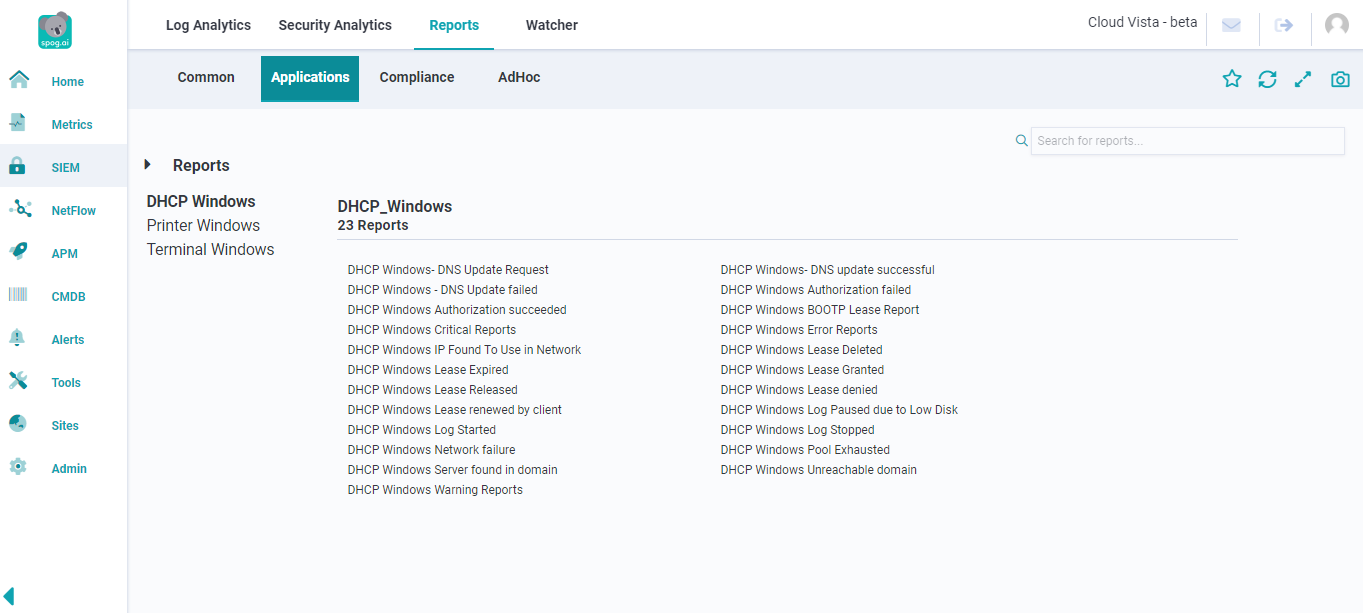 spog.ai
Log Analytics
Security Analytics
Reports
Watcher
Cloud Vista - beta
Home
Metrics
SIEM
NetFlow
APM
CMDB
Alerts
Tools
Sites
Admin
Common
Applications
Compliance
AdHoc
Search for reports...
Reports
DHCP Windows
Printer Windows
Terminal Windows
DHCP_Windows
23 Reports
DHCP Windows- DNS Update Request
DHCP Windows- DNS update successful
DHCP Windows - DNS Update failed
DHCP Windows Authorization failed
DHCP Windows Authorization succeeded
DHCP Windows BOOTP Lease Report
DHCP Windows Critical Reports
DHCP Windows Error Reports
DHCP Windows IP Found To Use in Network
DHCP Windows Lease Deleted
DHCP Windows Lease Expired
DHCP Windows Lease Granted
DHCP Windows Lease Released
DHCP Windows Lease denied
DHCP Windows Lease renewed by client
DHCP Windows Log Paused due to Low Disk
DHCP Windows Log Started
DHCP Windows Log Stopped
DHCP Windows Network failure
DHCP Windows Pool Exhausted
DHCP Windows Server found in domain
DHCP Windows Unreachable domain
DHCP Windows Warning Reports